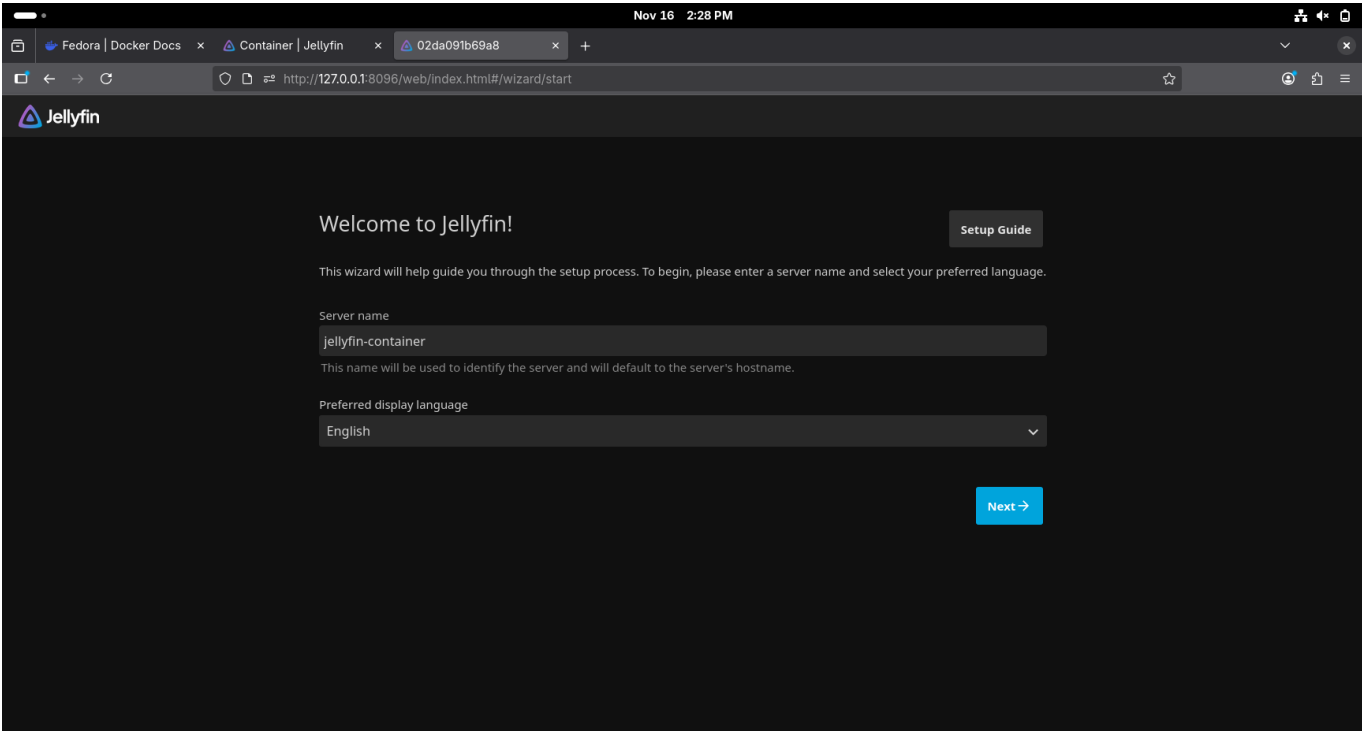 Nov 16 2:28 PM
Fedora | Docker Docs
Container | Jellyfin
02da091b69a8
http://127.0.0.1:8096/web/index.html#/wizard/start
Jellyfin
Welcome to Jellyfin!
Setup Guide
This wizard will help guide you through the setup process. To begin, please enter a server name and select your preferred language.
Server name
jellyfin-container
This name will be used to identify the server and will default to the server's hostname.
Preferred display language
English
Next